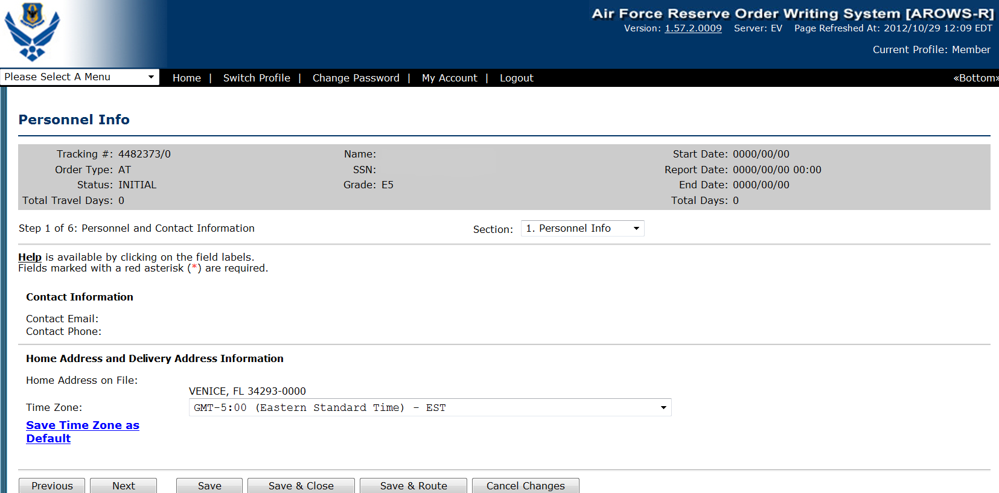 Air Force Reserve Order Writing System [AROWS-R]
Version: 1.57.2.0009 Server: EV Page Refreshed At: 2012/10/29 12:09 EDT
Current Profile: Member
Please Select A Menu Home | Switch Profile | Change Password | My Account | Logout «Bottom»
Personnel Info
Tracking #: 4482373/0 Name: Start Date: 0000/00/00
Order Type: AT SSN: Report Date: 0000/00/00 00:00
Status: INITIAL Grade: E5 End Date: 0000/00/00
Total Travel Days: 0 Total Days: 0
Step 1 of 6: Personnel and Contact Information Section: 1. Personnel Info
Help is available by clicking on the field labels.
Fields marked with a red asterisk (*) are required.
Contact Information
Contact Email:
Contact Phone:
Home Address and Delivery Address Information
Home Address on File:
VENICE, FL 34293-0000
Time Zone: GMT-5:00 (Eastern Standard Time) - EST
Save Time Zone as
Default
Previous Next Save Save & Close Save & Route Cancel Changes